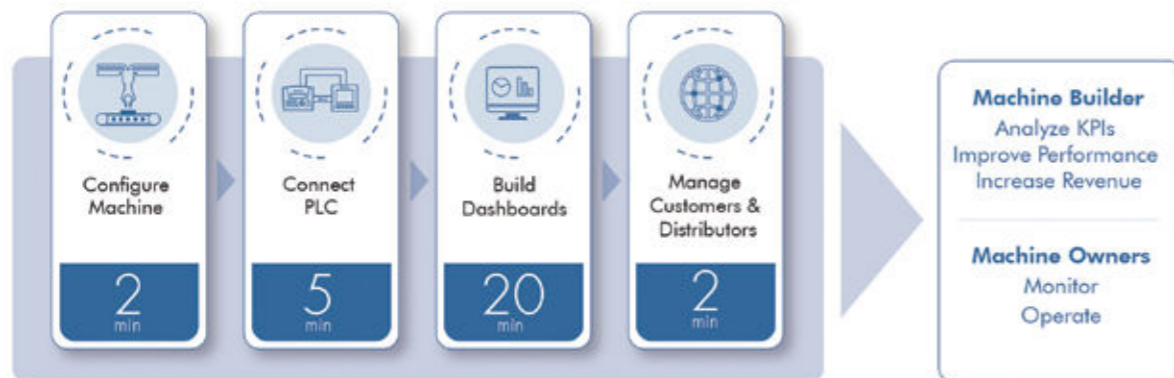 Configure
Machine
2
min
Connect
PLC
5
min
Build
Dashboards
20
min
Manage
Customers &
Distributors
2
min
Machine Builder
Analyze KPIs
Improve Performance
Increase Revenue
Machine Owners
Monitor
Operate